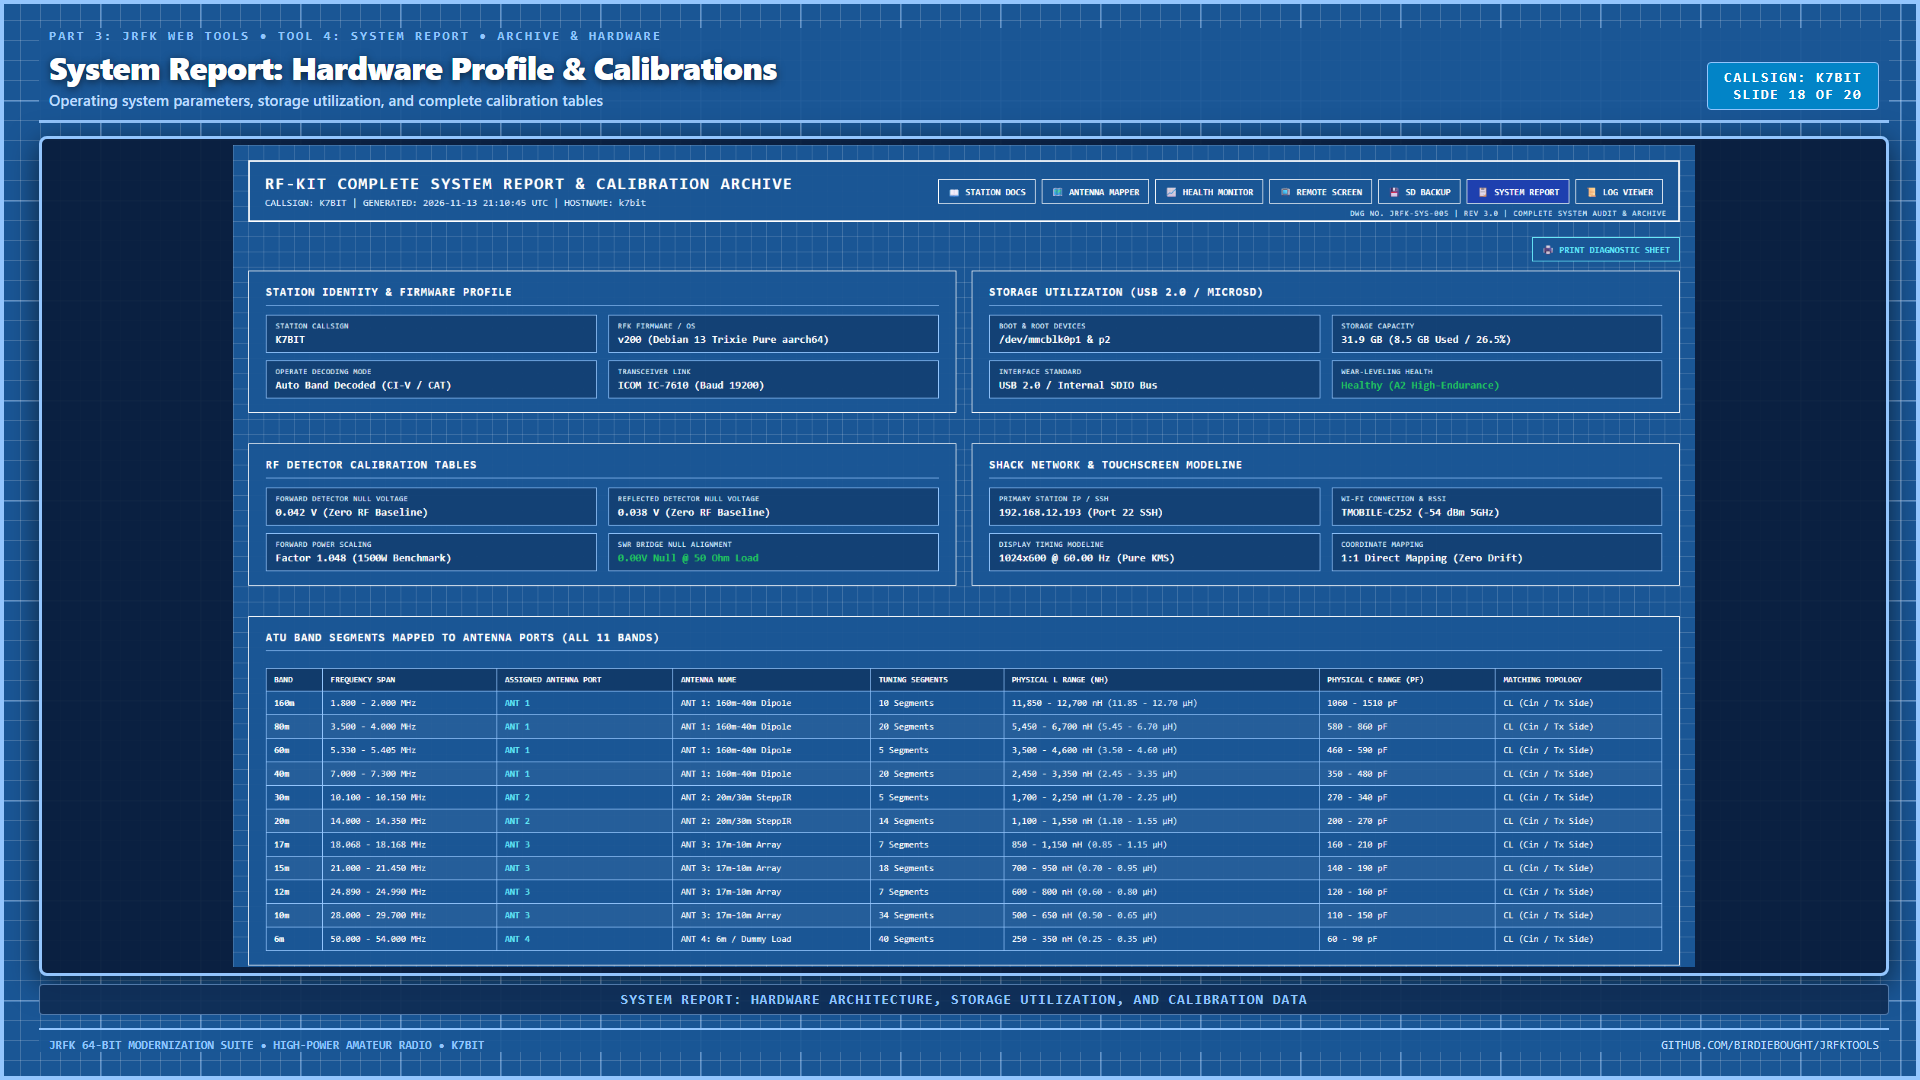 PART 3: JRFK WEB TOOLS • TOOL 4: SYSTEM REPORT • ARCHIVE & HARDWARE
System Report: Hardware Profile & Calibrations
Operating system parameters, storage utilization, and complete calibration tables
CALLSIGN: K7BIT
SLIDE 18 OF 20
RF-KIT COMPLETE SYSTEM REPORT & CALIBRATION ARCHIVE
CALLSIGN: K7BIT | GENERATED: 2026-11-13 21:10:45 UTC | HOSTNAME: k7bit
STATION DOCS
ANTENNA MAPPER
HEALTH MONITOR
REMOTE SCREEN
SD BACKUP
SYSTEM REPORT
LOG VIEWER
DWG NO. JRFK-SYS-005 | REV 3.0 | COMPLETE SYSTEM AUDIT & ARCHIVE
PRINT DIAGNOSTIC SHEET
STATION IDENTITY & FIRMWARE PROFILE
STATION CALLSIGN
K7BIT
RFK FIRMWARE / OS
v200 (Debian 13 Trixie Pure aarch64)
OPERATE DECODING MODE
Auto Band Decoded (CI-V / CAT)
TRANSCEIVER LINK
ICOM IC-7610 (Baud 19200)
STORAGE UTILIZATION (USB 2.0 / MICROSD)
BOOT & ROOT DEVICES
/dev/mmcblk0p1 & p2
STORAGE CAPACITY
31.9 GB (8.5 GB Used / 26.5%)
INTERFACE STANDARD
USB 2.0 / Internal SDIO Bus
WEAR-LEVELING HEALTH
Healthy (A2 High-Endurance)
RF DETECTOR CALIBRATION TABLES
FORWARD DETECTOR NULL VOLTAGE
0.042 V (Zero RF Baseline)
REFLECTED DETECTOR NULL VOLTAGE
0.038 V (Zero RF Baseline)
FORWARD POWER SCALING
Factor 1.048 (1500W Benchmark)
SWR BRIDGE NULL ALIGNMENT
0.00V Null @ 50 Ohm Load
SHACK NETWORK & TOUCHSCREEN MODELINE
PRIMARY STATION IP / SSH
192.168.12.193 (Port 22 SSH)
WI-FI CONNECTION & RSSI
TMOBILE-C252 (-54 dBm 5GHz)
DISPLAY TIMING MODELINE
1024x600 @ 60.00 Hz (Pure KMS)
COORDINATE MAPPING
1:1 Direct Mapping (Zero Drift)
ATU BAND SEGMENTS MAPPED TO ANTENNA PORTS (ALL 11 BANDS)
BAND FREQUENCY SPAN ASSIGNED ANTENNA PORT ANTENNA NAME TUNING SEGMENTS PHYSICAL L RANGE (NH) PHYSICAL C RANGE (PF) MATCHING TOPOLOGY
160m 1.800 - 2.000 MHz ANT 1 ANT 1: 160m-40m Dipole 10 Segments 11,850 - 12,700 nH (11.85 - 12.70 µH) 1060 - 1510 pF CL (Cin / Tx Side)
80m 3.500 - 4.000 MHz ANT 1 ANT 1: 160m-40m Dipole 20 Segments 5,450 - 6,700 nH (5.45 - 6.70 µH) 580 - 860 pF CL (Cin / Tx Side)
60m 5.330 - 5.405 MHz ANT 1 ANT 1: 160m-40m Dipole 5 Segments 3,500 - 4,600 nH (3.50 - 4.60 µH) 460 - 590 pF CL (Cin / Tx Side)
40m 7.000 - 7.300 MHz ANT 1 ANT 1: 160m-40m Dipole 20 Segments 2,450 - 3,350 nH (2.45 - 3.35 µH) 350 - 480 pF CL (Cin / Tx Side)
30m 10.100 - 10.150 MHz ANT 2 ANT 2: 20m/30m SteppIR 5 Segments 1,700 - 2,250 nH (1.70 - 2.25 µH) 270 - 340 pF CL (Cin / Tx Side)
20m 14.000 - 14.350 MHz ANT 2 ANT 2: 20m/30m SteppIR 14 Segments 1,100 - 1,550 nH (1.10 - 1.55 µH) 200 - 270 pF CL (Cin / Tx Side)
17m 18.068 - 18.168 MHz ANT 3 ANT 3: 17m-10m Array 7 Segments 850 - 1,150 nH (0.85 - 1.15 µH) 160 - 210 pF CL (Cin / Tx Side)
15m 21.000 - 21.450 MHz ANT 3 ANT 3: 17m-10m Array 18 Segments 700 - 950 nH (0.70 - 0.95 µH) 140 - 190 pF CL (Cin / Tx Side)
12m 24.890 - 24.990 MHz ANT 3 ANT 3: 17m-10m Array 7 Segments 600 - 800 nH (0.60 - 0.80 µH) 120 - 160 pF CL (Cin / Tx Side)
10m 28.000 - 29.700 MHz ANT 3 ANT 3: 17m-10m Array 34 Segments 500 - 650 nH (0.50 - 0.65 µH) 110 - 150 pF CL (Cin / Tx Side)
6m 50.000 - 54.000 MHz ANT 4 ANT 4: 6m / Dummy Load 40 Segments 250 - 350 nH (0.25 - 0.35 µH) 60 - 90 pF CL (Cin / Tx Side)
SYSTEM REPORT: HARDWARE ARCHITECTURE, STORAGE UTILIZATION, AND CALIBRATION DATA
JRFK 64-BIT MODERNIZATION SUITE • HIGH-POWER AMATEUR RADIO • K7BIT
GITHUB.COM/BIRDIEBOUGHT/JRFKTOOLS